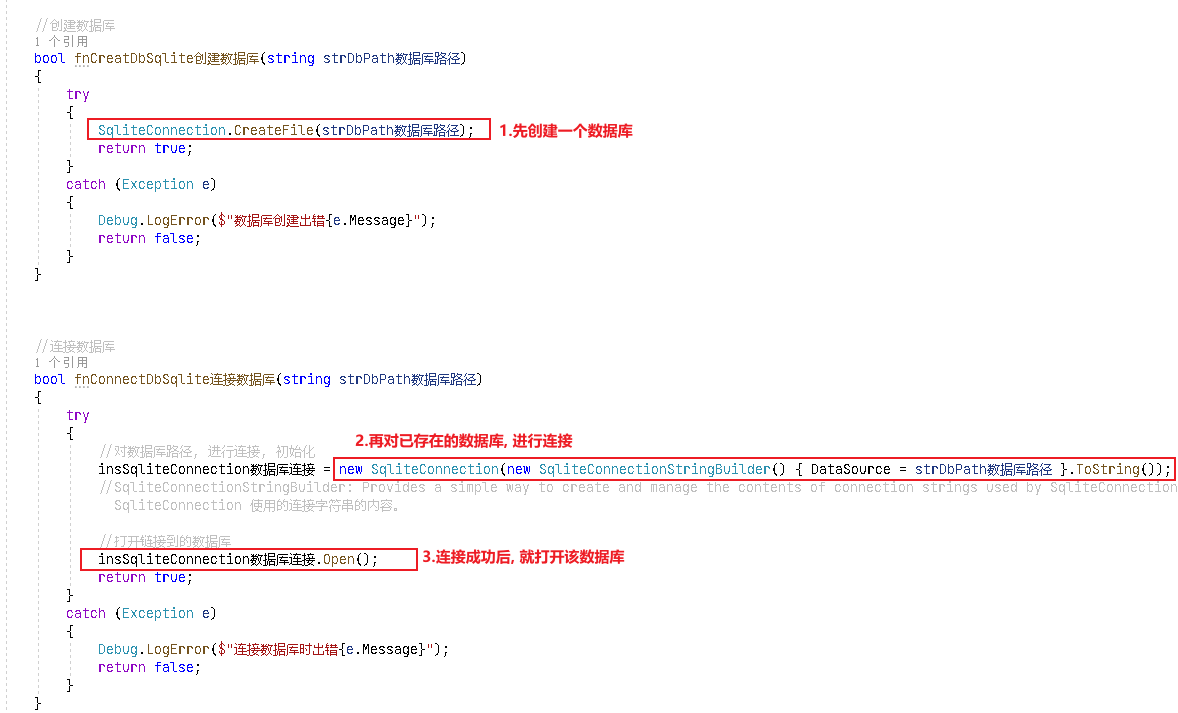 //创建数据库
1 个引用
bool fnCreatDbSqlite创建数据库(string strDbPath数据库路径)
{
try
{
SqliteConnection.CreateFile(strDbPath数据库路径); 1.先创建一个数据库
return true;
}
catch (Exception e)
{
Debug.LogError($"数据库创建出错{e.Message}");
return false;
}
}
//连接数据库
1 个引用
bool fnConnectDbSqlite连接数据库(string strDbPath数据库路径)
{
try
{
2.再对已存在的数据库, 进行连接
//对数据库路径, 进行连接, 初始化
insSqliteConnection数据库连接 = new SqliteConnection(new SqliteConnectionStringBuilder() { DataSource = strDbPath数据库路径 }.ToString());
//SqliteConnectionStringBuilder: Provides a simple way to create and manage the contents of connection strings used by SqliteConnection
SqliteConnection 使用的连接字符串的内容。
//打开链接到的数据库
insSqliteConnection数据库连接.Open(); 3.连接成功后, 就打开该数据库
return true;
}
catch (Exception e)
{
Debug.LogError($"连接数据库时出错{e.Message}");
return false;
}
}